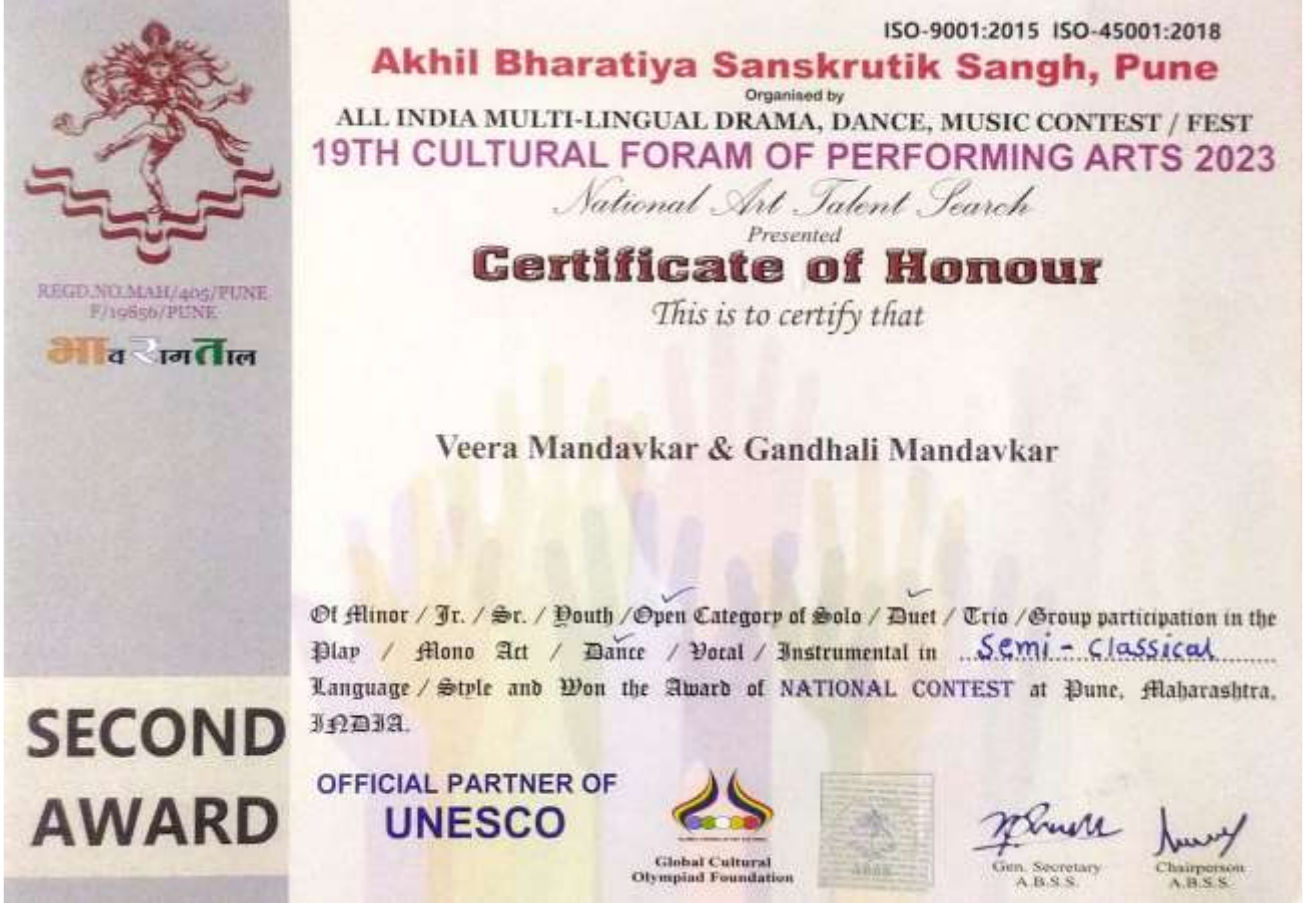 ISO-9001:2015 ISO-45001:2018
Akhil Bharatiya Sanskrutik Sangh, Pune
Organised by
ALL INDIA MULTI-LINGUAL DRAMA, DANCE, MUSIC CONTEST / FEST
19TH CULTURAL FORAM OF PERFORMING ARTS 2023
National Art Talent Search
Presented
Certificate of Honour
This is to certify that
REGD.NO.MAH/405/PUNE
F/19856/PUNE
भाव रागताल
Veera Mandavkar & Gandhali Mandavkar
Of Minor / Jr. / Sr. / Youth /Open Category of Solo / Duet / Trio /Group participation in the
Play / Mono Act / Dance / Vocal / Instrumental in Semi - Classical
Language / Style and Won the Award of NATIONAL CONTEST at Pune, Maharashtra,
INDIA.
SECOND
AWARD
OFFICIAL PARTNER OF
UNESCO
Global Cultural
Olympiad Foundation
Gen. Secretary
A.B.S.S.
Chairperson
A.B.S.S.